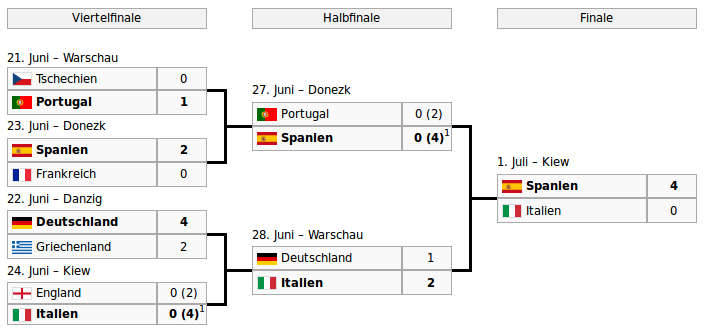 Viertelfinale
Halbfinale
Finale
21. Juni – Warschau
Tschechien 0
Portugal 1
23. Juni – Donezk
Spanien 2
Frankreich 0
22. Juni – Danzig
Deutschland 4
Griechenland 2
24. Juni – Kiew
England 0 (2)
Italien 0 (4)1
27. Juni – Donezk
Portugal 0 (2)
Spanien 0 (4)1
28. Juni – Warschau
Deutschland 1
Italien 2
1. Juli – Kiew
Spanien 4
Italien 0